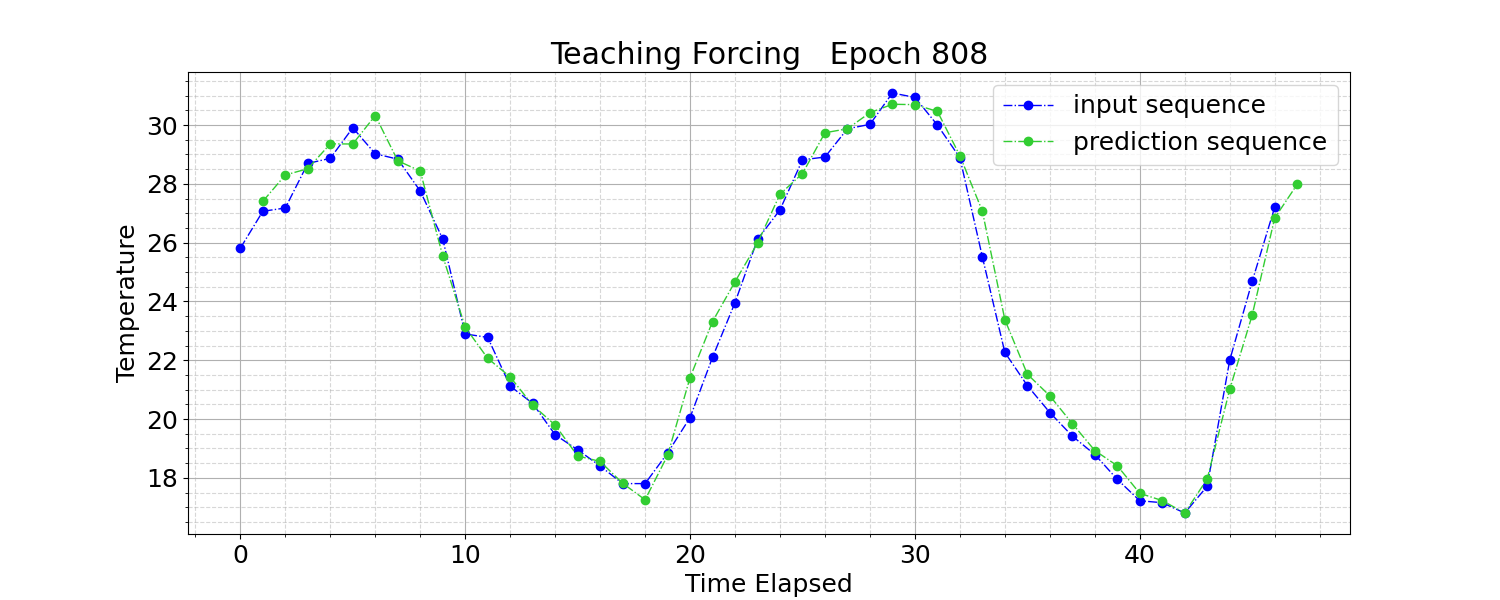 Teaching Forcing   Epoch 808
input sequence
prediction sequence
Temperature
30
28
26
24
22
20
18
0 10 20 30 40
Time Elapsed